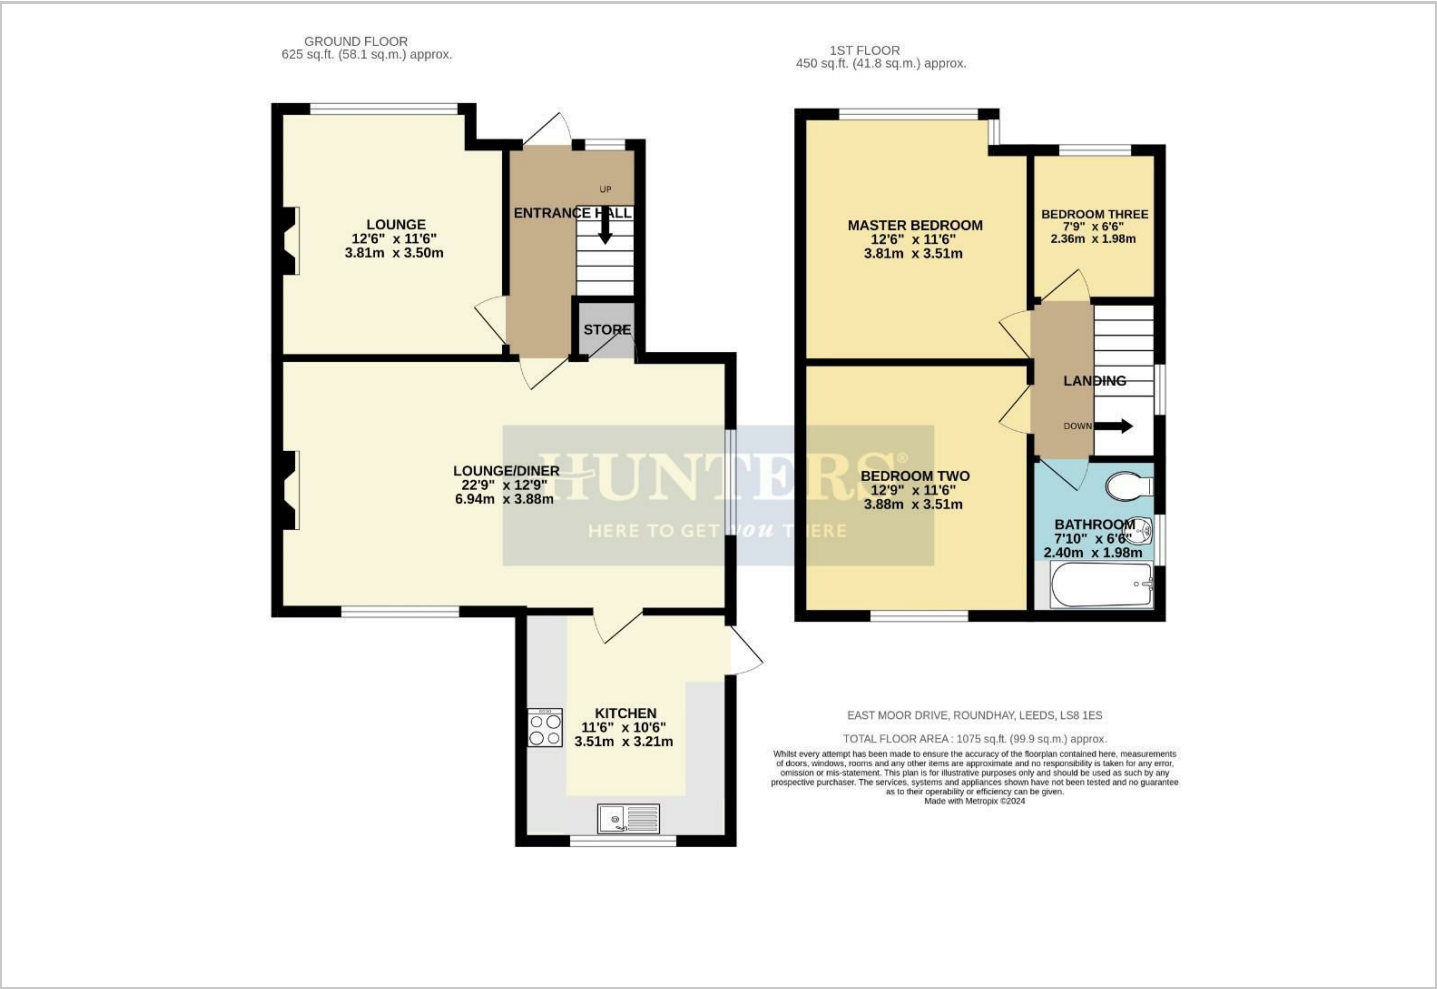 GROUND FLOOR
625 sq.ft. (58.1 sq.m.) approx.
1ST FLOOR
450 sq.ft. (41.8 sq.m.) approx.
LOUNGE
12'6" x 11'6"
3.81m x 3.50m
UP
ENTRANCE HALL
STORE
LOUNGE/DINER
22'9" x 12'9"
6.94m x 3.88m
KITCHEN
11'6" x 10'6"
3.51m x 3.21m
MASTER BEDROOM
12'6" x 11'6"
3.81m x 3.51m
BEDROOM THREE
7'9" x 6'6"
2.36m x 1.98m
LANDING
DOWN
BEDROOM TWO
12'9" x 11'6"
3.88m x 3.51m
BATHROOM
7'10" x 6'6"
2.40m x 1.98m
HUNTERS®
HERE TO GET you THERE
EAST MOOR DRIVE, ROUNDHAY, LEEDS, LS8 1ES
TOTAL FLOOR AREA : 1075 sq.ft. (99.9 sq.m.) approx.
Whilst every attempt has been made to ensure the accuracy of the floorplan contained here, measurements
of doors, windows, rooms and any other items are approximate and no responsibility is taken for any error,
omission or mis-statement. This plan is for illustrative purposes only and should be used as such by any
prospective purchaser. The services, systems and appliances shown have not been tested and no guarantee
as to their operability or efficiency can be given.
Made with Metropix ©2024